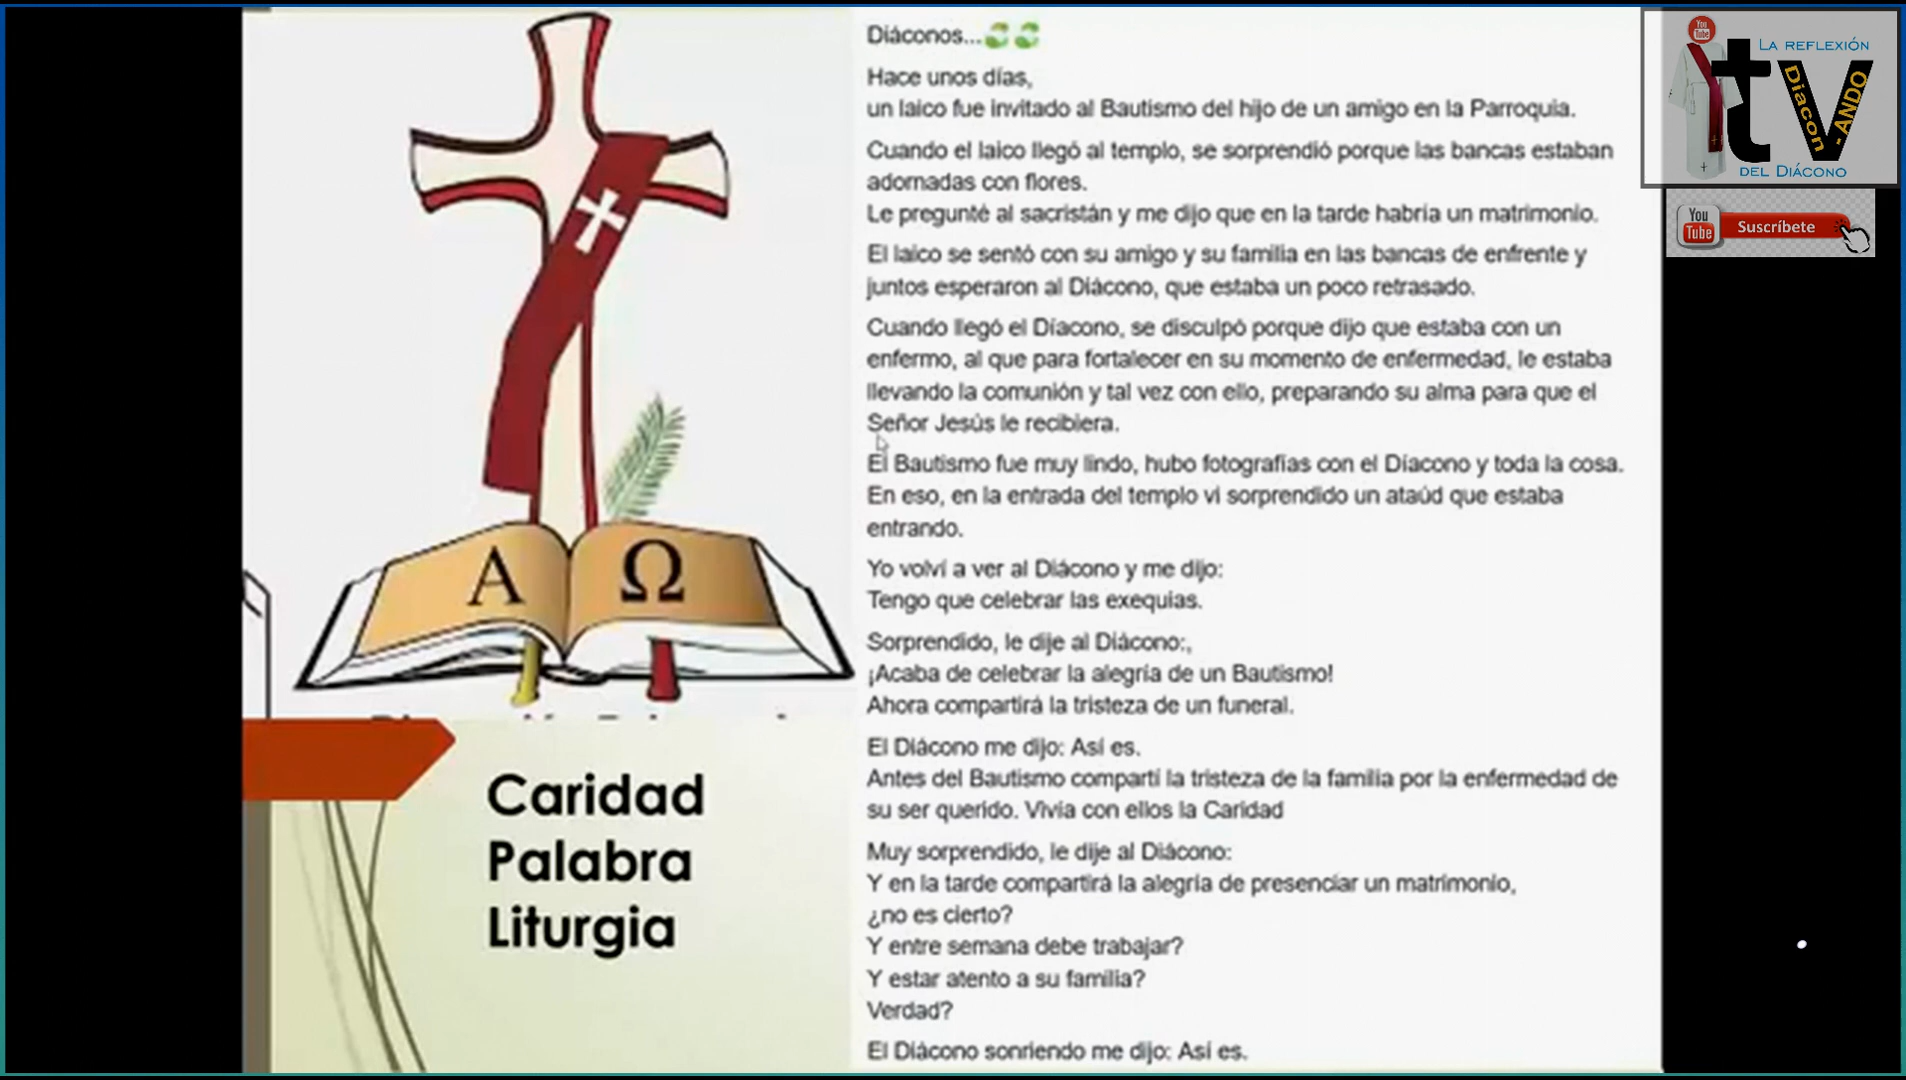 Diáconos...
Hace unos días,
un laico fue invitado al Bautismo del hijo de un amigo en la Parroquia.
Cuando el laico llegó al templo, se sorprendió porque las bancas estaban
adornadas con flores.
Le pregunté al sacristán y me dijo que en la tarde habría un matrimonio.
El laico se sentó con su amigo y su familia en las bancas de enfrente y
juntos esperaron al Diácono, que estaba un poco retrasado.
Cuando llegó el Diacono, se disculpó porque dijo que estaba con un
enfermo, al que para fortalecer en su momento de enfermedad, le estaba
llevando la comunión y tal vez con ello, preparando su alma para que el
Señor Jesús le recibiera.
El Bautismo fue muy lindo, hubo fotografías con el Diacono y toda la cosa.
En eso, en la entrada del templo vi sorprendido un ataúd que estaba
entrando.
Yo volví a ver al Diácono y me dijo:
Tengo que celebrar las exequias.
Sorprendido, le dije al Diácono:,
¡Acaba de celebrar la alegría de un Bautismo!
Ahora compartirá la tristeza de un funeral.
El Diácono me dijo: Así es.
Antes del Bautismo compartí la tristeza de la familia por la enfermedad de
su ser querido. Vivía con ellos la Caridad
Muy sorprendido, le dije al Diácono:
Y en la tarde compartirá la alegría de presenciar un matrimonio,
¿no es cierto?
Y entre semana debe trabajar?
Y estar atento a su familia?
Verdad?
El Diácono sonriendo me dijo: Así es.
Α Ω
Caridad
Palabra
Liturgia
You
Tube
LA REFLEXIÓN
tv
Diacon
-ANDO
DEL DIÁCONO
You
Tube
Suscríbete